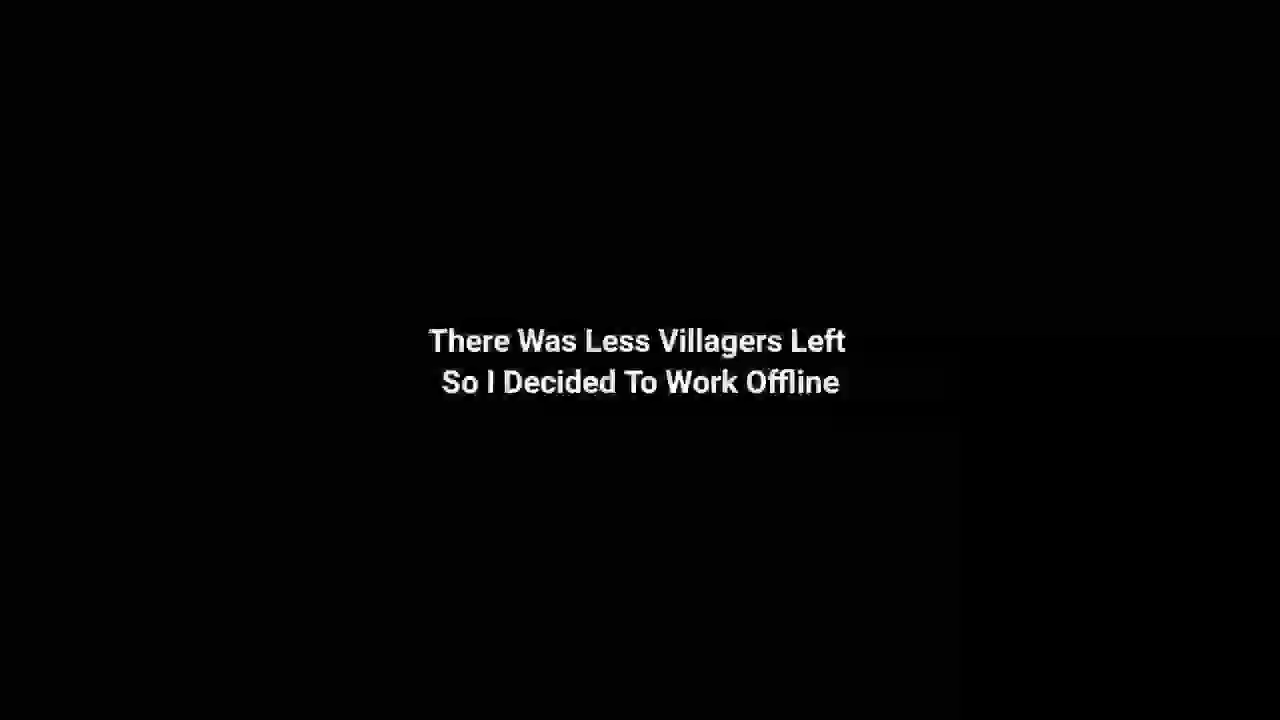 There Was Less Villagers Left
So I Decided To Work Offline